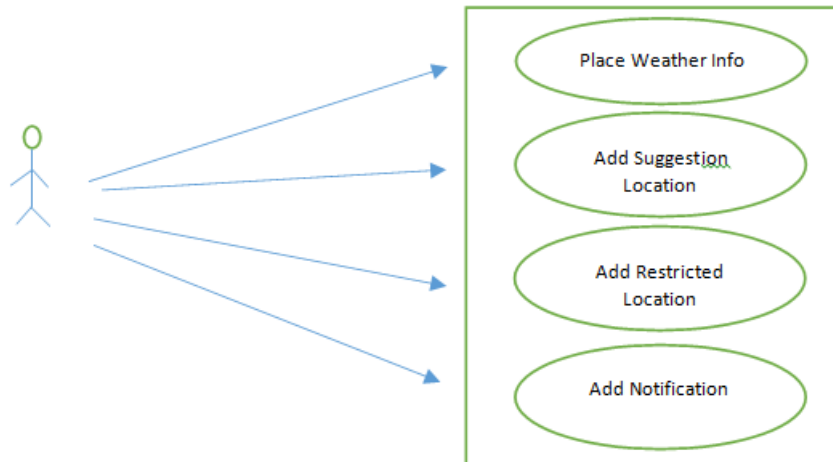 Place Weather Info
Add Suggestion
Location
Add Restricted
Location
Add Notification